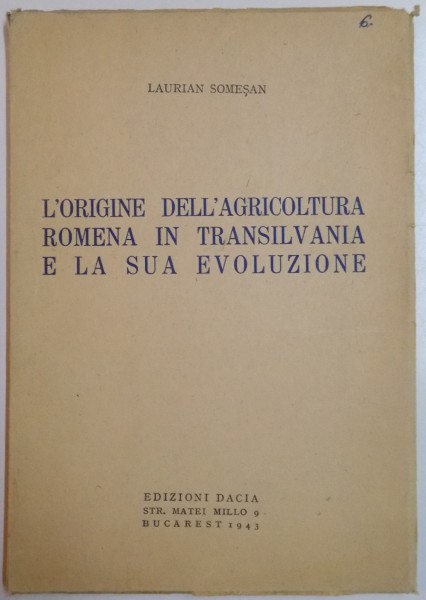 6.
LAURIAN SOMEȘAN
L'ORIGINE DELL'AGRICOLTURA
ROMENA IN TRANSILVANIA
E LA SUA EVOLUZIONE
EDIZIONI DACIA
STR. MATEI MILLO 9
BUCAREST 1943